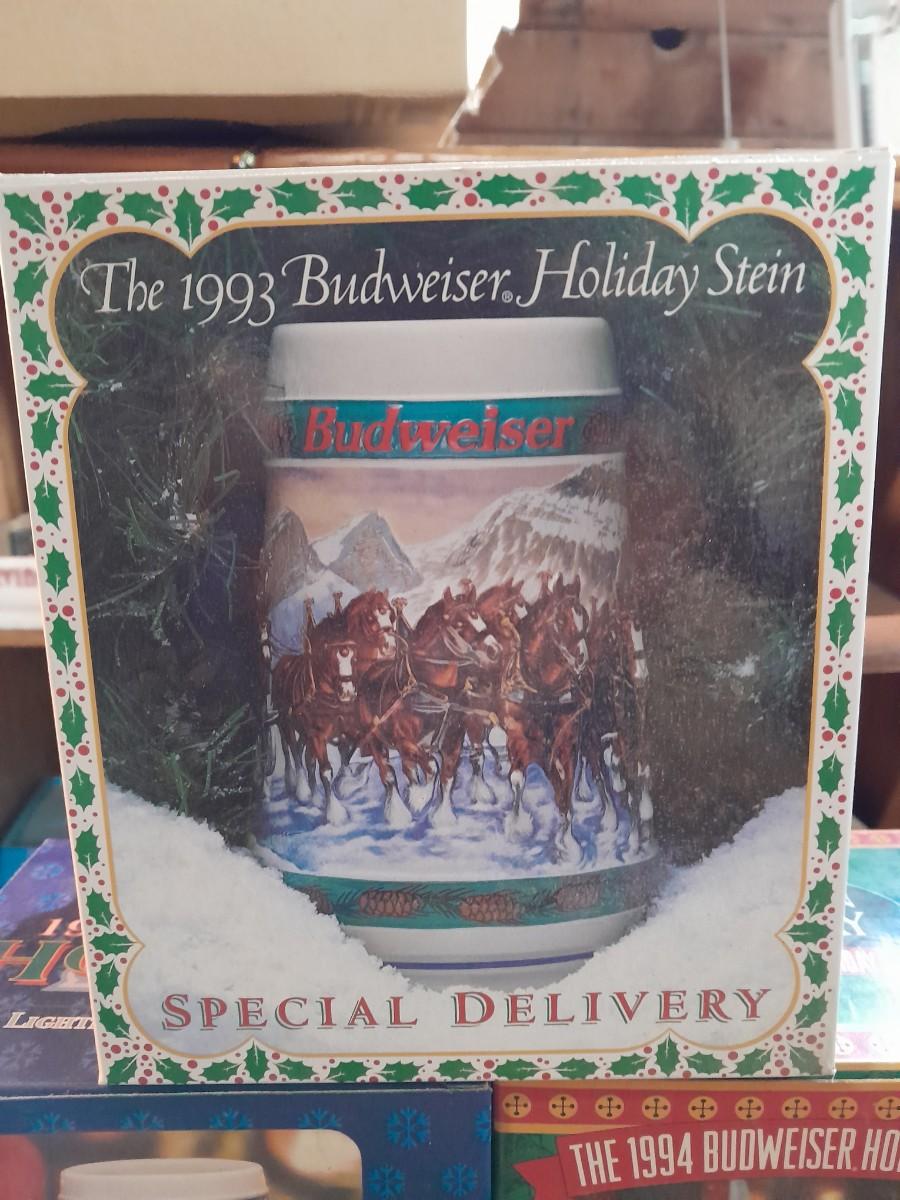 The 1993 Budweiser® Holiday Stein
Budweiser
SPECIAL DELIVERY
THE 1994 BUDWEISER